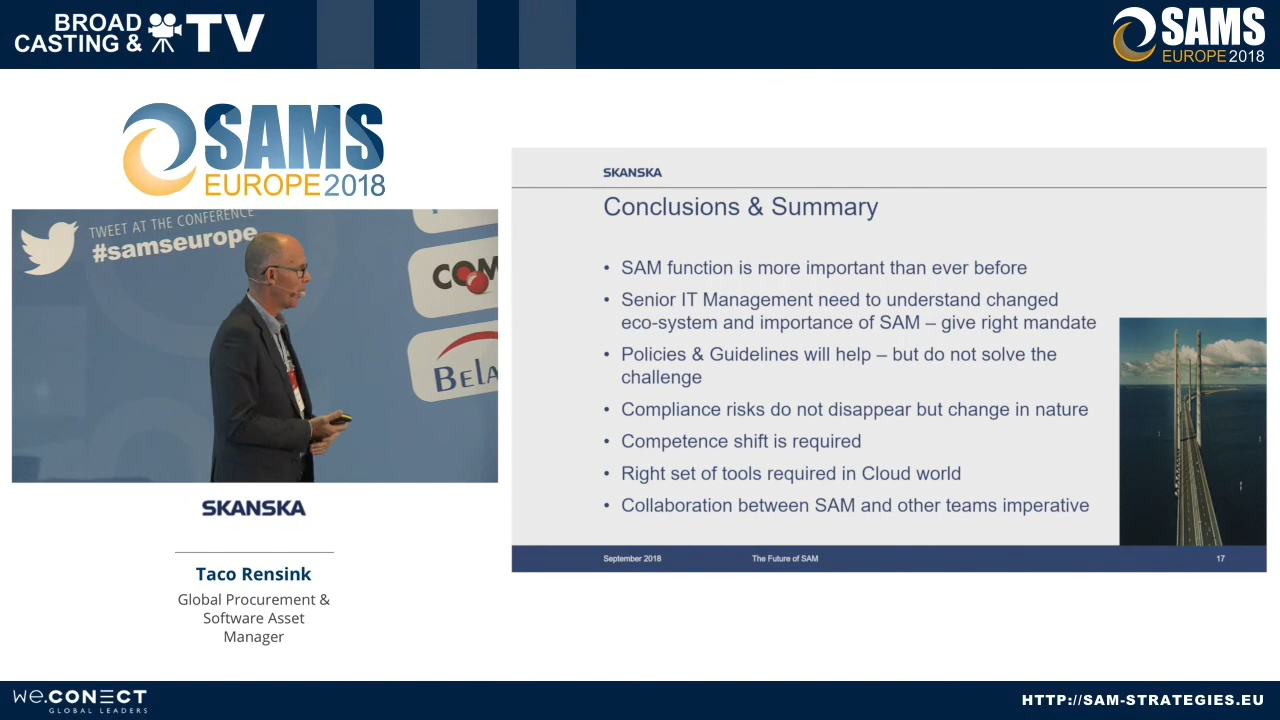 BROAD
CASTING & TV
SAMS
EUROPE 2018
SAMS
EUROPE 2018
TWEET AT THE CONFERENCE
#samseurope
SKANSKA
Taco Rensink
Global Procurement &
Software Asset
Manager
SKANSKA
Conclusions & Summary
• SAM function is more important than ever before
• Senior IT Management need to understand changed
eco-system and importance of SAM – give right mandate
• Policies & Guidelines will help – but do not solve the
challenge
• Compliance risks do not disappear but change in nature
• Competence shift is required
• Right set of tools required in Cloud world
• Collaboration between SAM and other teams imperative
September 2018 The Future of SAM 17
we.CONECT
GLOBAL LEADERS
HTTP://SAM-STRATEGIES.EU